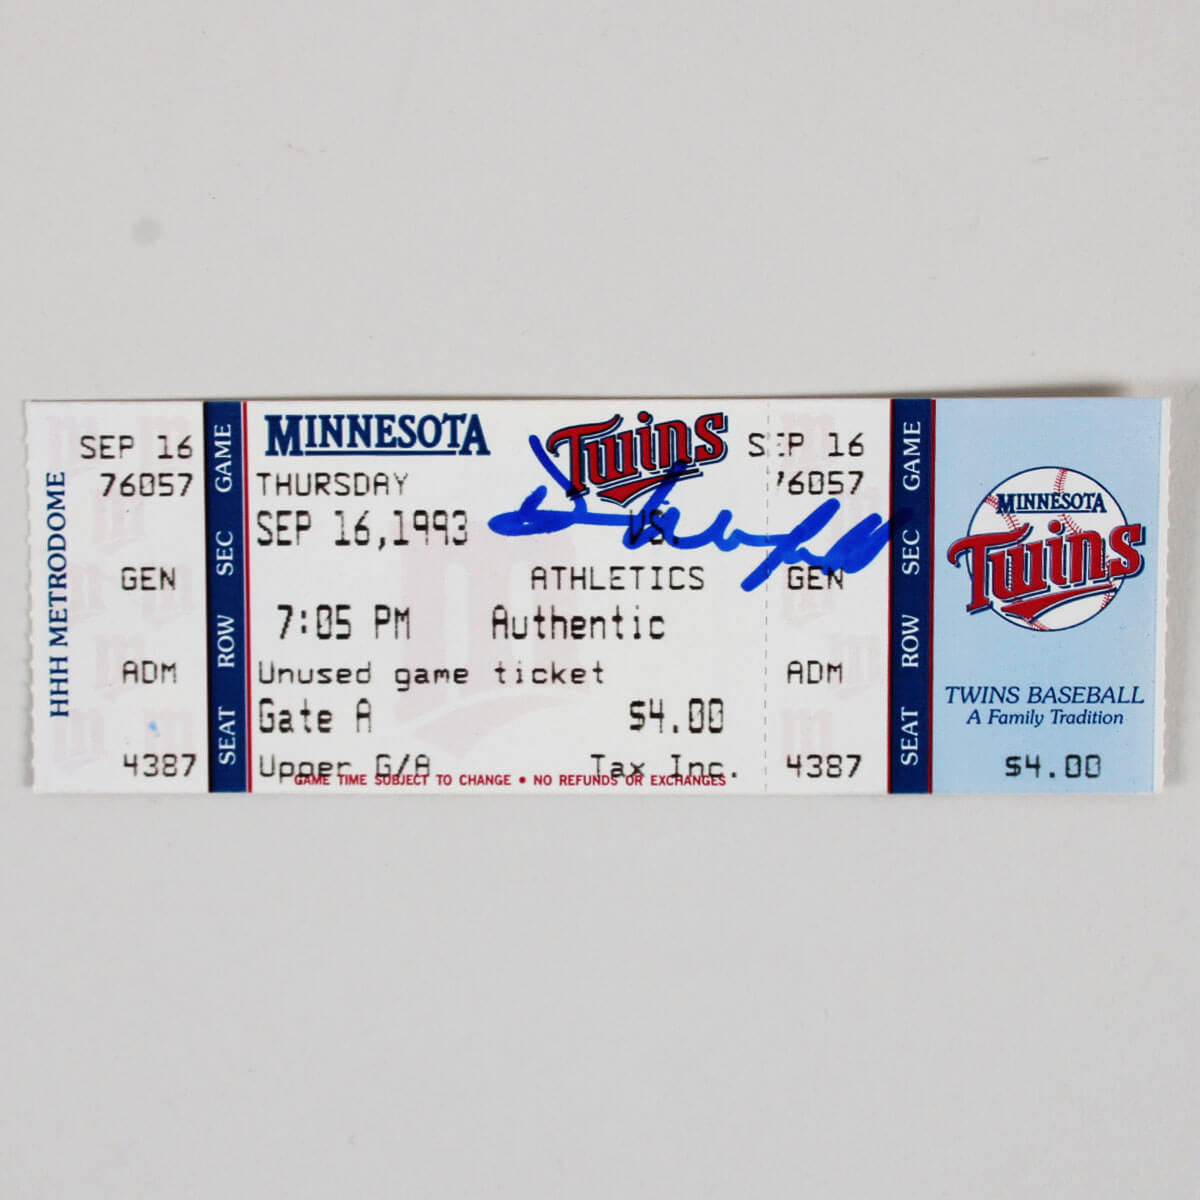 HHH METRODOME
SEP 16
76057
GEN
ADM
4387
GAME
SEC
ROW
SEAT
MINNESOTA Twins
THURSDAY
SEP 16,1993 VS.
ATHLETICS
7:05 PM Authentic
Unused game ticket
Gate A $4.00
Upper G/A Tax Inc.
GAME TIME SUBJECT TO CHANGE • NO REFUNDS OR EXCHANGES
SEP 16
76057
GEN
ADM
4387
GAME
SEC
ROW
SEAT
MINNESOTA
Twins
TWINS BASEBALL
A Family Tradition
$4.00